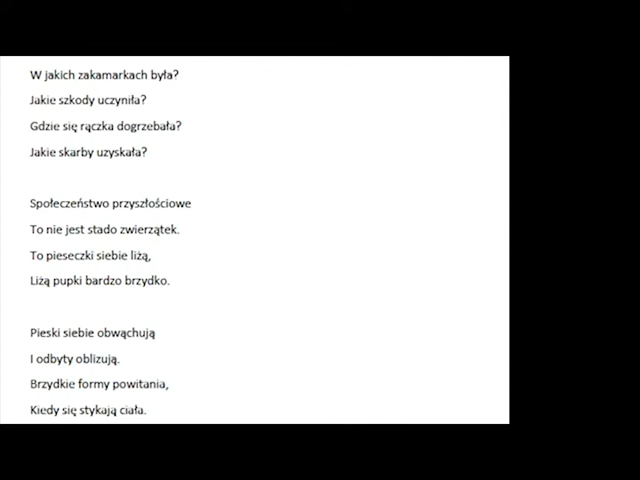 W jakich zakamarkach była?
Jakie szkody uczyniła?
Gdzie się rączka dogrzebała?
Jakie skarby uzyskała?
Społeczeństwo przyszłościowe
To nie jest stado zwierzątek.
To pieseczki siebie liżą,
Liżą pupki bardzo brzydko.
Pieski siebie obwąchują
I odbyty oblizują.
Brzydkie formy powitania,
Kiedy się stykają ciała.